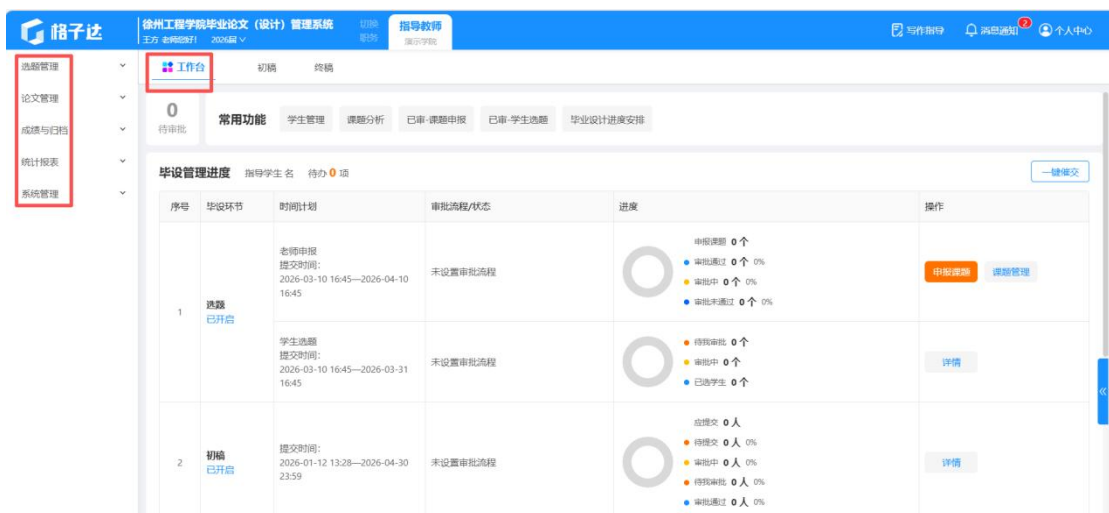 格子达
徐州工程学院毕业论文（设计）管理系统
王方 老师您好! 2026届
切换
职务
指导教师
演示学院
写作指导
消息通知
2
个人中心
选题管理
论文管理
成绩与归档
统计报表
系统管理
工作台
初稿
终稿
0
待审批
常用功能
学生管理
课题分析
已审-课题申报
已审-学生选题
毕业设计进度安排
毕设管理进度 指导学生 名 待办 0 项
一键催交
序号 毕设环节 时间计划 审批流程/状态 进度 操作
1
选题
已开启
老师申报
提交时间：
2026-03-10 16:45—2026-04-10
16:45
未设置审批流程
申报课题 0 个
审批通过 0 个 0%
审批中 0 个 0%
审批未通过 0 个 0%
申报课题
课题管理
学生选题
提交时间：
2026-03-10 16:45—2026-03-31
16:45
未设置审批流程
待我审批 0 个
审批中 0 个
已选学生 0 个
详情
2
初稿
已开启
提交时间：
2026-01-12 13:28—2026-04-30
23:59
未设置审批流程
应提交 0 人
待提交 0 人 0%
审批中 0 人 0%
待我审批 0 人 0%
审批通过 0 人 0%
详情